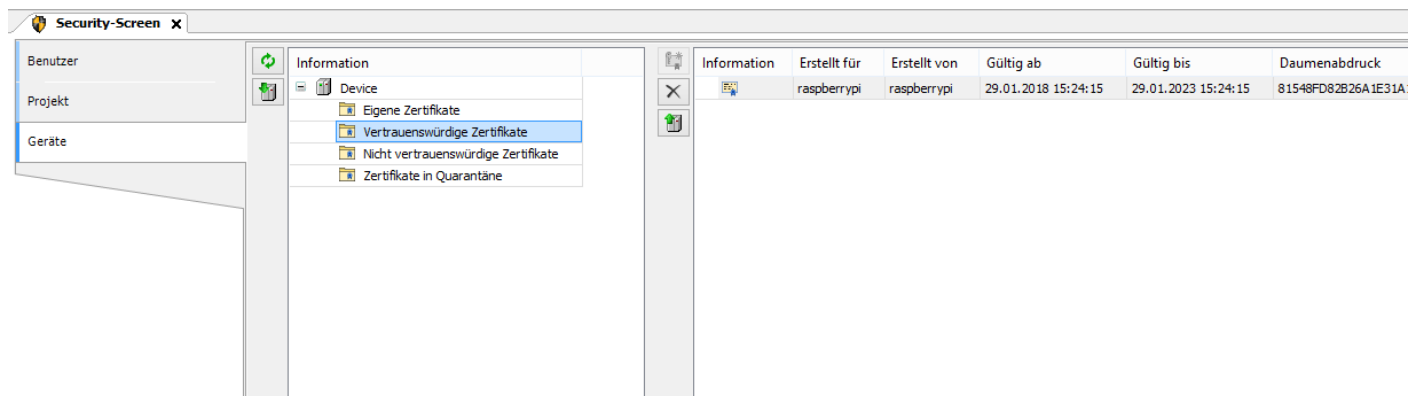 Security-Screen
Benutzer
Projekt
Geräte
Information
Device
Eigene Zertifikate
Vertrauenswürdige Zertifikate
Nicht vertrauenswürdige Zertifikate
Zertifikate in Quarantäne
Information Erstellt für Erstellt von Gültig ab Gültig bis Daumenabdruck
raspberrypi raspberrypi 29.01.2018 15:24:15 29.01.2023 15:24:15 81548FD82B26A1E31A